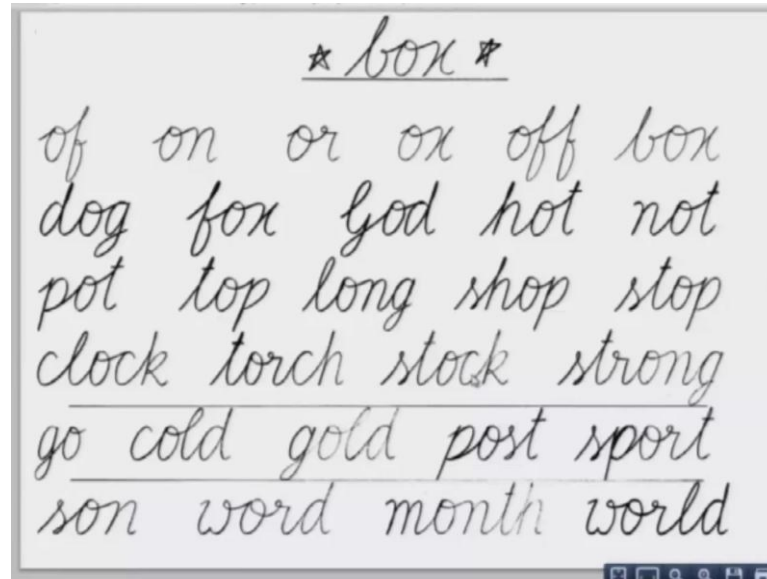 * box *
of on or ox off box
dog fox God hot not
pot top long shop stop
clock torch stock strong
go cold gold post sport
son word month world